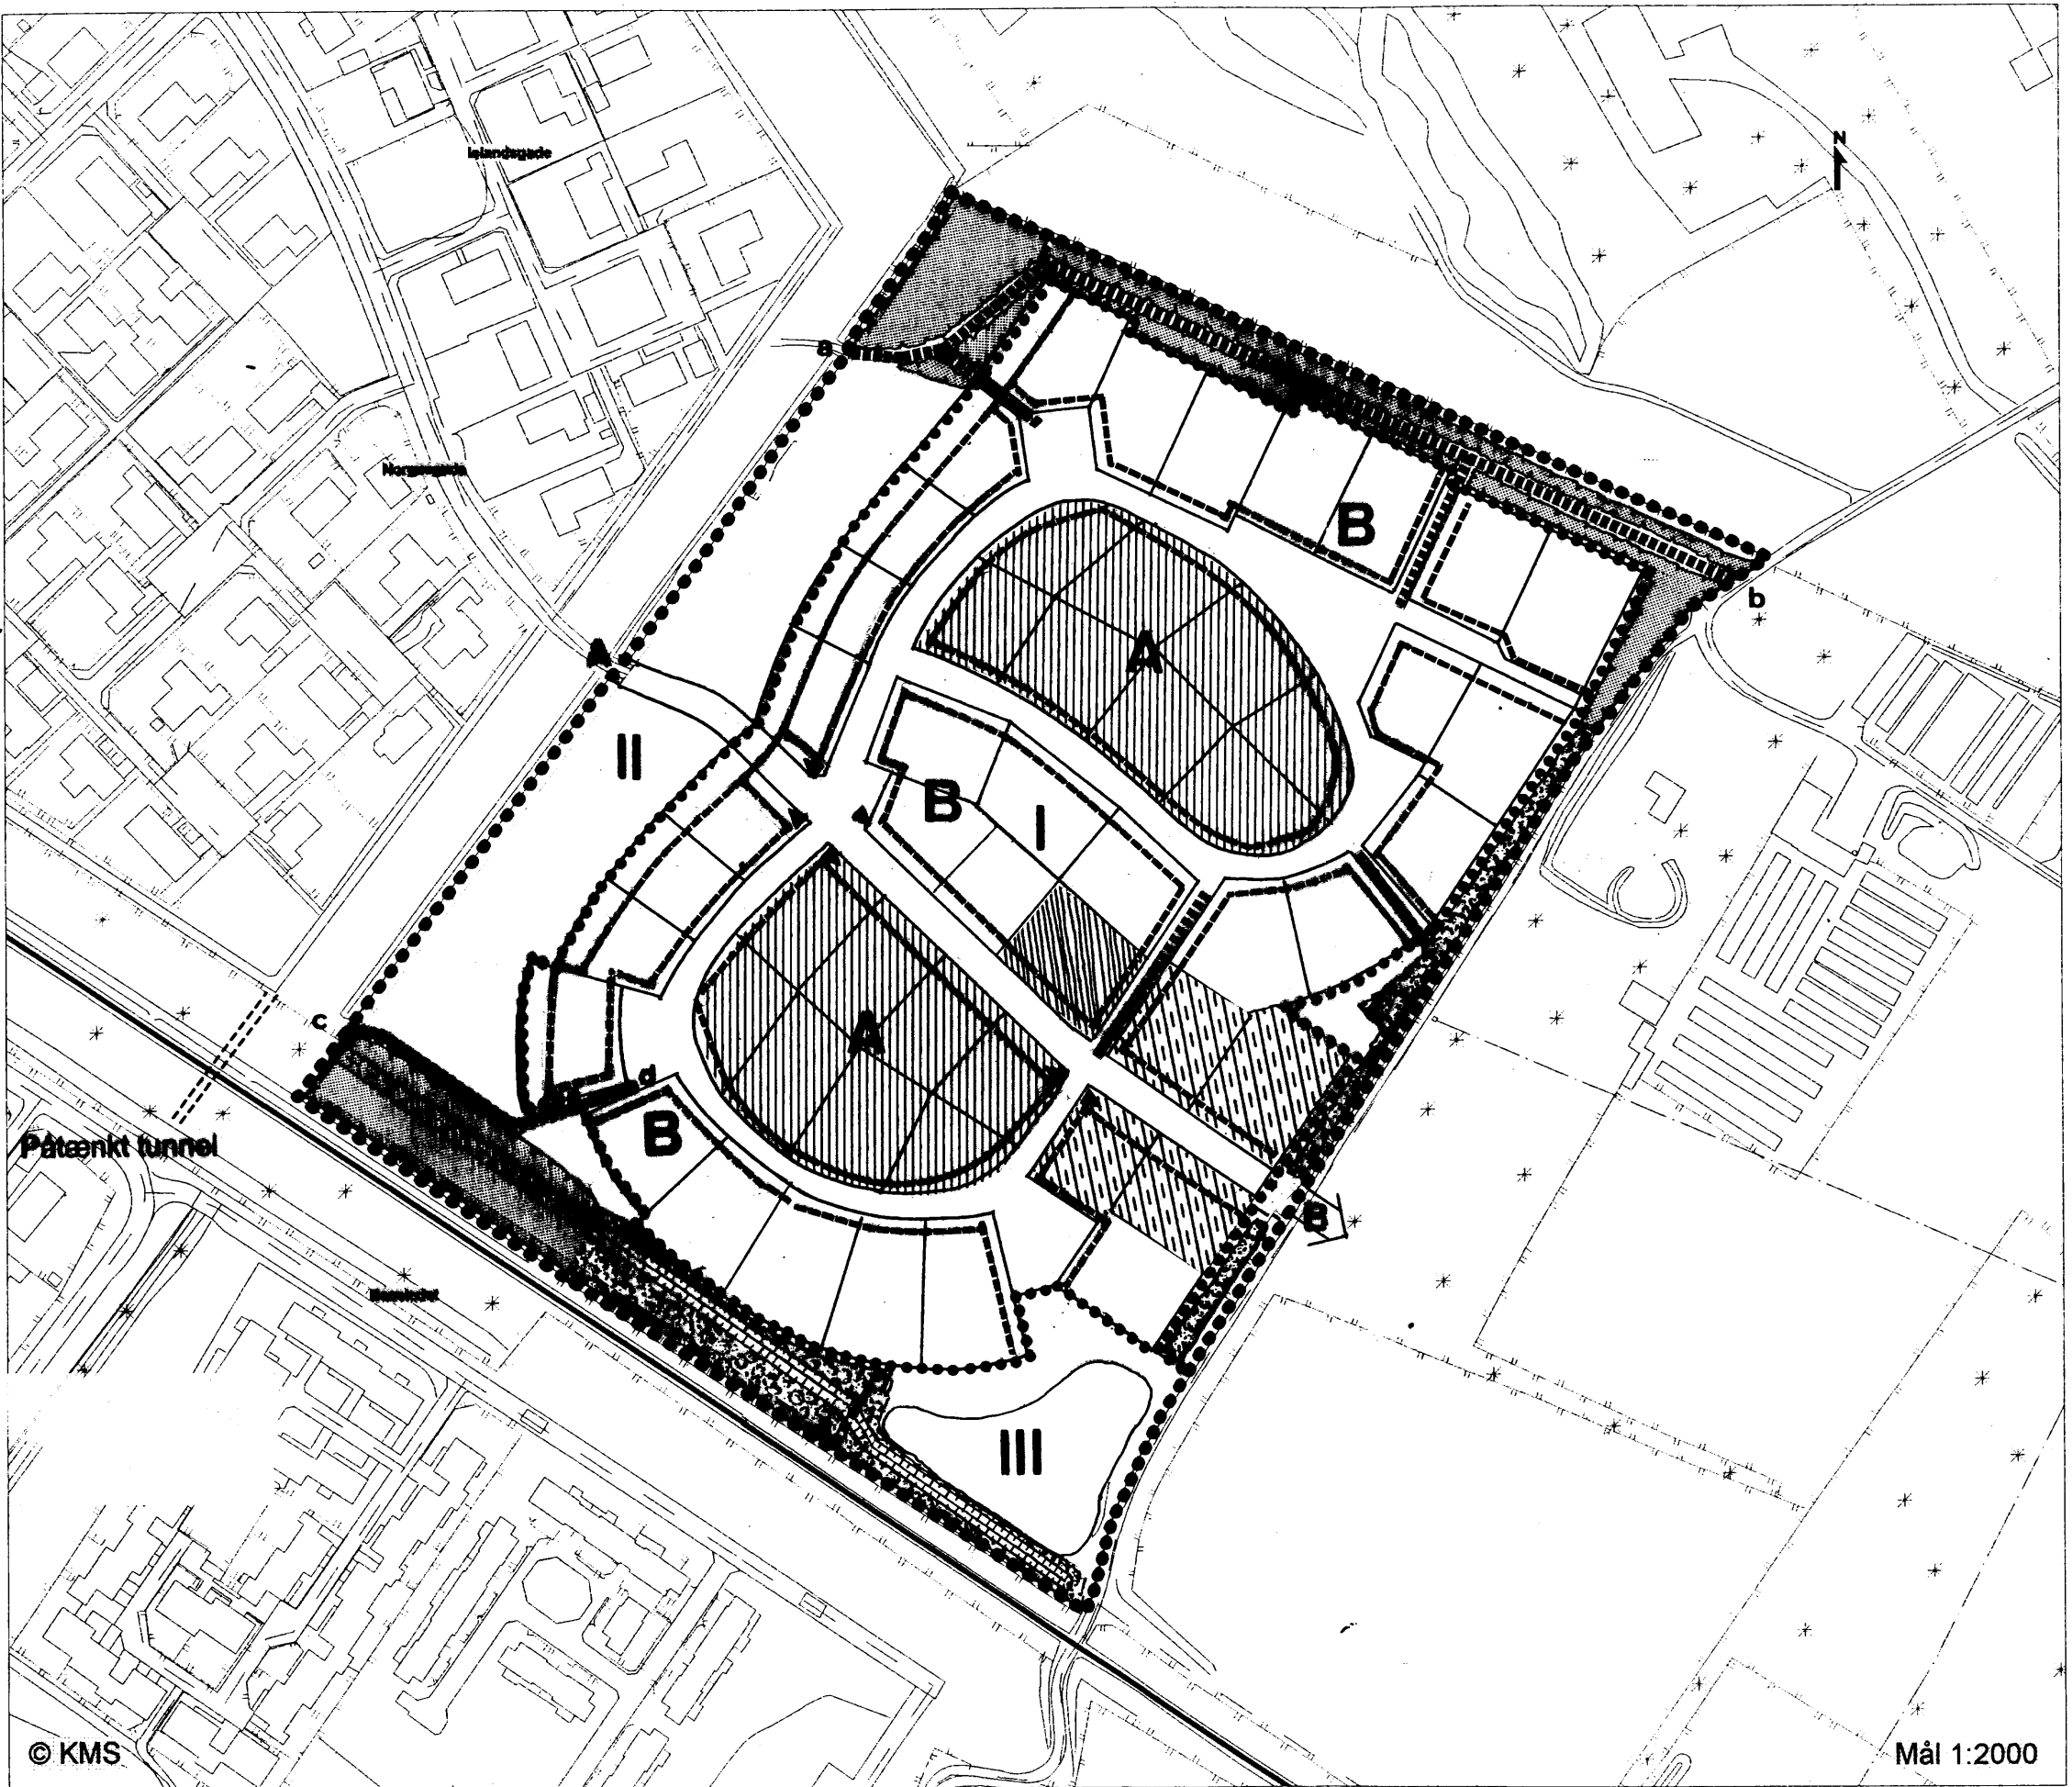 N
Islandsgade
a
Norgesgade
B
b
A
A
II
B
I
c
A
d
B
Påtænkt tunnel
B
III
© KMS
Mål 1:2000